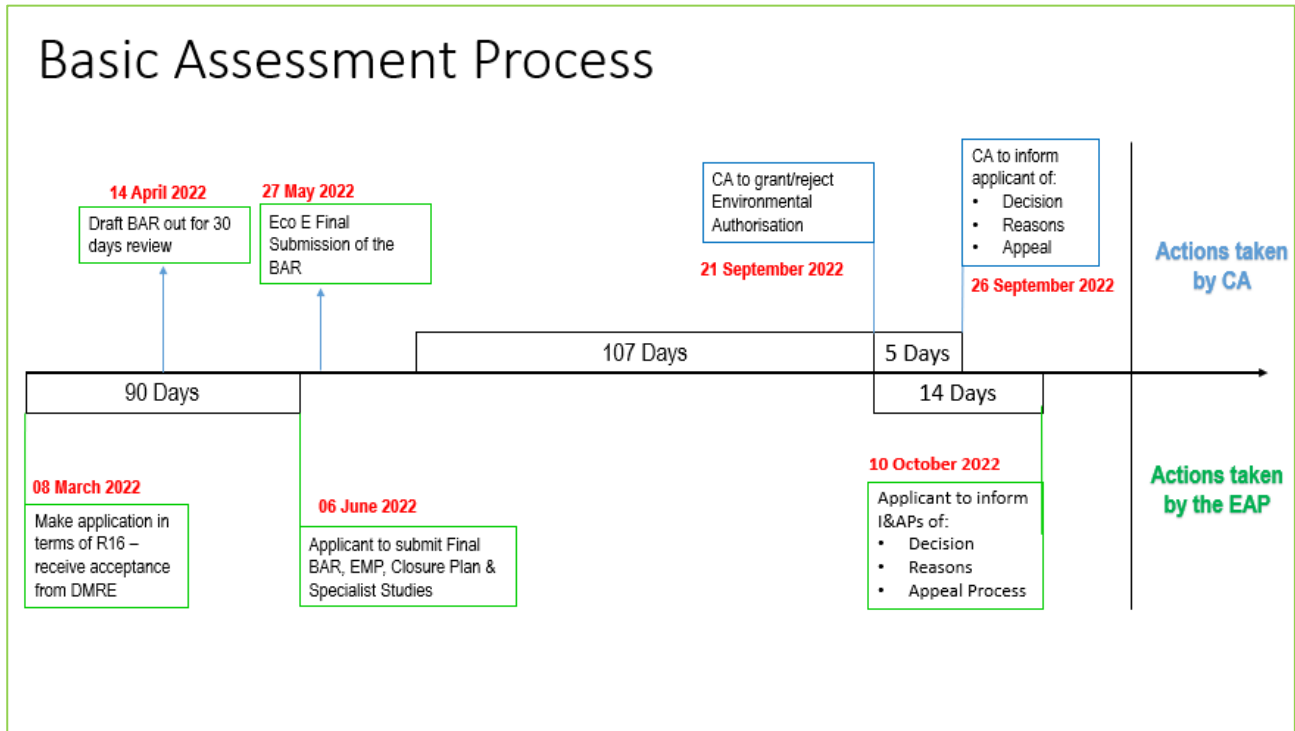 Basic Assessment Process
14 April 2022
Draft BAR out for 30
days review
27 May 2022
Eco E Final
Submission of the
BAR
CA to grant/reject
Environmental
Authorisation
21 September 2022
CA to inform
applicant of:
• Decision
• Reasons
• Appeal
26 September 2022
Actions taken
by CA
107 Days
5 Days
90 Days
14 Days
08 March 2022
Make application in
terms of R16 –
receive acceptance
from DMRE
06 June 2022
Applicant to submit Final
BAR, EMP, Closure Plan &
Specialist Studies
10 October 2022
Applicant to inform
I&APs of:
• Decision
• Reasons
• Appeal Process
Actions taken
by the EAP